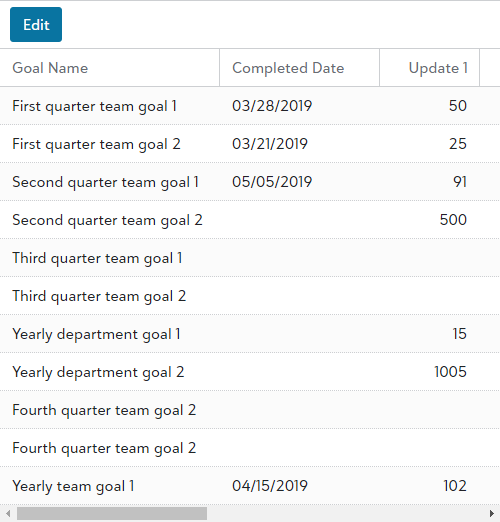 Edit
Goal Name Completed Date Update 1
First quarter team goal 1 03/28/2019 50
First quarter team goal 2 03/21/2019 25
Second quarter team goal 1 05/05/2019 91
Second quarter team goal 2 500
Third quarter team goal 1
Third quarter team goal 2
Yearly department goal 1 15
Yearly department goal 2 1005
Fourth quarter team goal 2
Fourth quarter team goal 2
Yearly team goal 1 04/15/2019 102